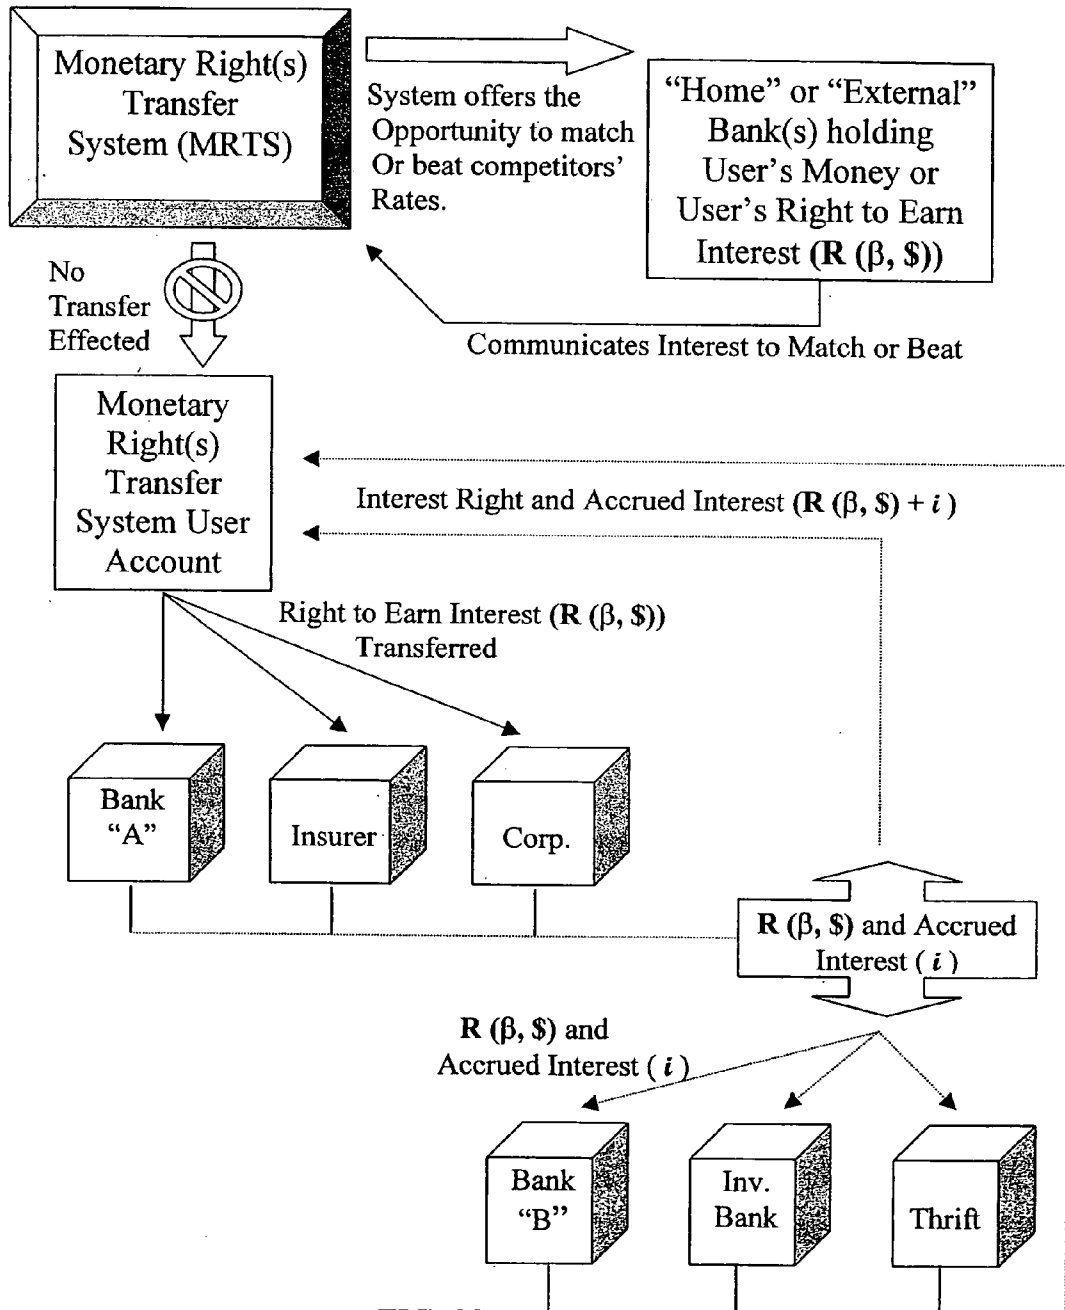 Monetary Right(s)
Transfer
System (MRTS)
System offers the
Opportunity to match
Or beat competitors’
Rates.
“Home” or “External”
Bank(s) holding
User’s Money or
User’s Right to Earn
Interest (R (β, $))
No
Transfer
Effected
Communicates Interest to Match or Beat
Monetary
Right(s)
Transfer
System User
Account
Interest Right and Accrued Interest (R (β, $) + i )
Right to Earn Interest (R (β, $))
Transferred
Bank
“A”
Insurer
Corp.
R (β, $) and Accrued
Interest ( i )
R (β, $) and
Accrued Interest ( i )
Bank
“B”
Inv.
Bank
Thrift